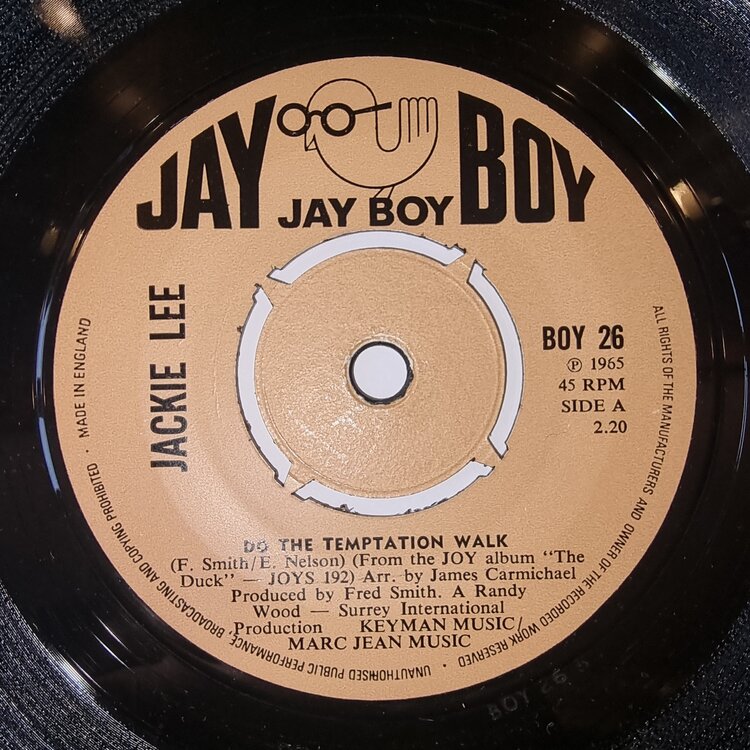 JAY BOY
JAY BOY
JACKIE LEE
BOY 26
℗ 1965
45 RPM
SIDE A
2.20
DO THE TEMPTATION WALK
(F. Smith/E. Nelson) (From the JOY album "The
Duck" — JOYS 192) Arr. by James Carmichael
Produced by Fred Smith. A Randy
Wood — Surrey International
Production KEYMAN MUSIC/
MARC JEAN MUSIC
ALL RIGHTS OF THE MANUFACTURERS AND OWNER OF THE RECORDED WORK RESERVED · UNAUTHORISED PUBLIC PERFORMANCE, BROADCASTING AND COPYING PROHIBITED · MADE IN ENGLAND
BOY 26